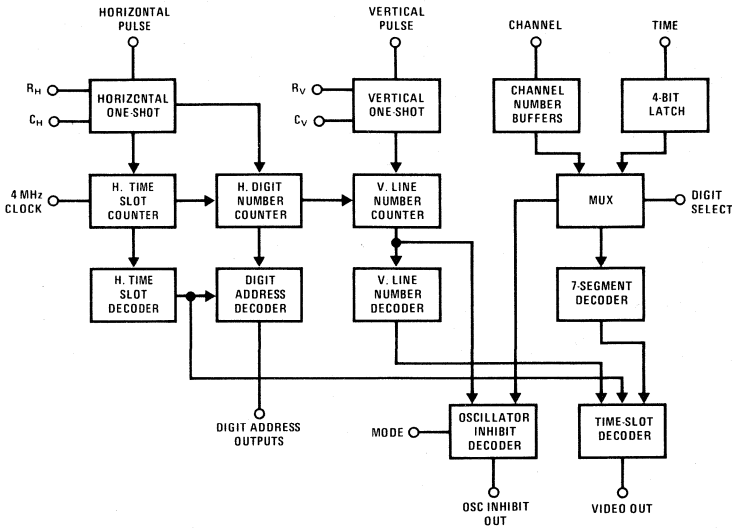 HORIZONTAL
PULSE
VERTICAL
PULSE
CHANNEL
TIME
RH
CH
HORIZONTAL
ONE-SHOT
RV
CV
VERTICAL
ONE-SHOT
CHANNEL
NUMBER
BUFFERS
4-BIT
LATCH
4 MHz
CLOCK
H. TIME
SLOT
COUNTER
H. DIGIT
NUMBER
COUNTER
V. LINE
NUMBER
COUNTER
MUX
DIGIT
SELECT
H. TIME
SLOT
DECODER
DIGIT
ADDRESS
DECODER
V. LINE
NUMBER
DECODER
7-SEGMENT
DECODER
DIGIT ADDRESS
OUTPUTS
MODE
OSCILLATOR
INHIBIT
DECODER
TIME-SLOT
DECODER
OSC INHIBIT
OUT
VIDEO OUT